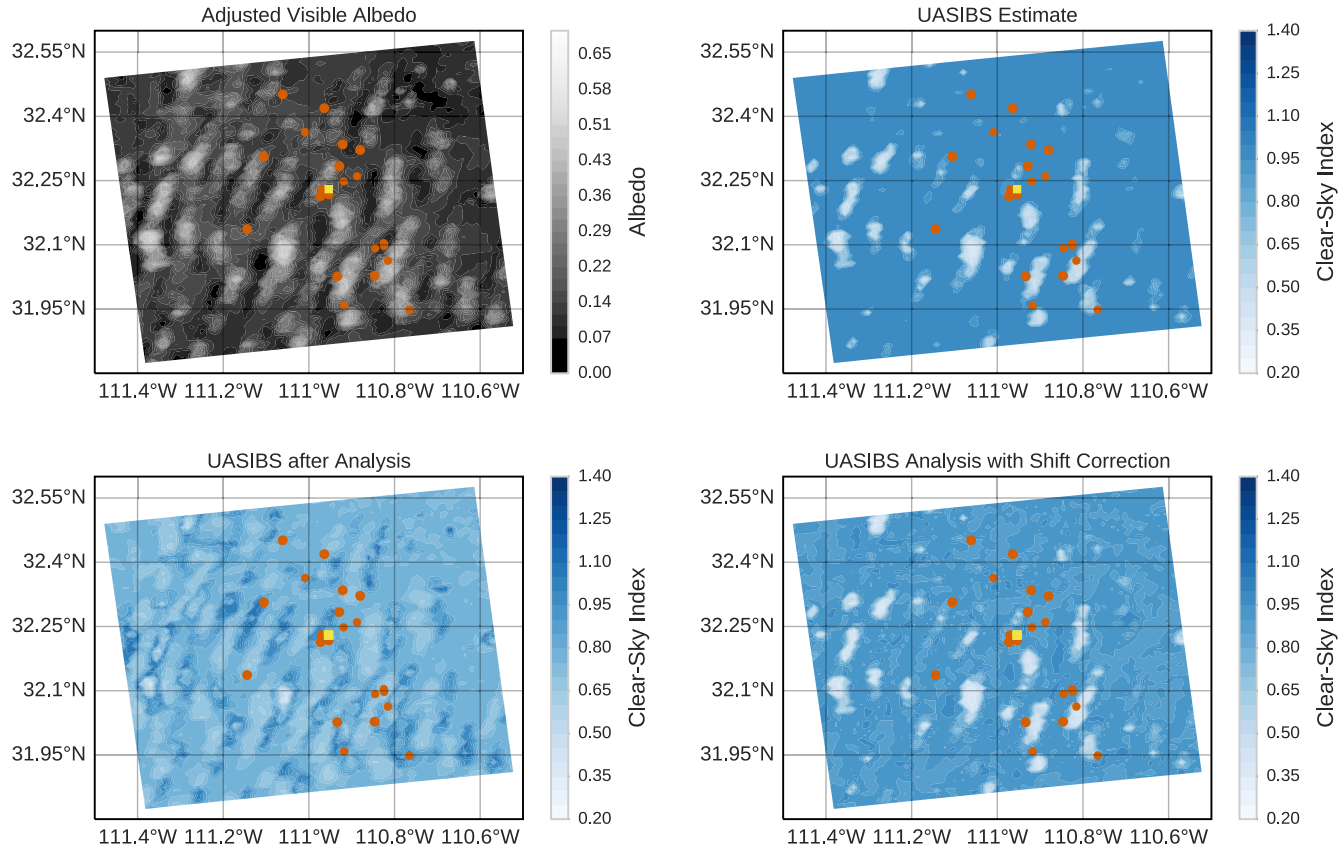 Adjusted Visible Albedo
32.55°N
32.4°N
32.25°N
32.1°N
31.95°N
111.4°W 111.2°W 111°W 110.8°W 110.6°W
0.65
0.58
0.51
0.43
0.36
0.29
0.22
0.14
0.07
0.00
Albedo
UASIBS Estimate
32.55°N
32.4°N
32.25°N
32.1°N
31.95°N
111.4°W 111.2°W 111°W 110.8°W 110.6°W
1.40
1.25
1.10
0.95
0.80
0.65
0.50
0.35
0.20
Clear-Sky Index
UASIBS after Analysis
32.55°N
32.4°N
32.25°N
32.1°N
31.95°N
111.4°W 111.2°W 111°W 110.8°W 110.6°W
1.40
1.25
1.10
0.95
0.80
0.65
0.50
0.35
0.20
Clear-Sky Index
UASIBS Analysis with Shift Correction
32.55°N
32.4°N
32.25°N
32.1°N
31.95°N
111.4°W 111.2°W 111°W 110.8°W 110.6°W
1.40
1.25
1.10
0.95
0.80
0.65
0.50
0.35
0.20
Clear-Sky Index